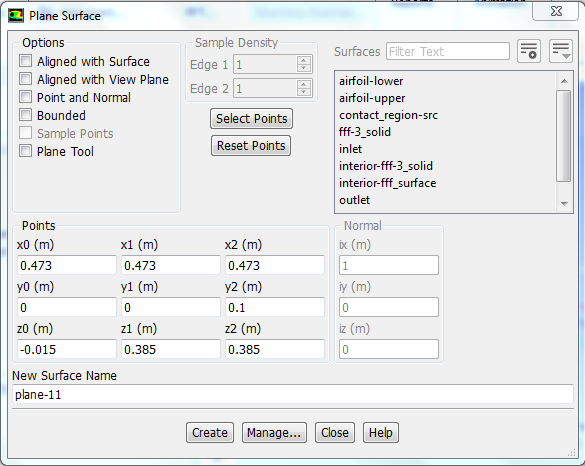 Plane Surface
Options
Aligned with Surface
Aligned with View Plane
Point and Normal
Bounded
Sample Points
Plane Tool
Sample Density
Edge 1 1
Edge 2 1
Select Points
Reset Points
Surfaces Filter Text
airfoil-lower
airfoil-upper
contact_region-src
fff-3_solid
inlet
interior-fff-3_solid
interior-fff_surface
outlet
Points
x0 (m) x1 (m) x2 (m)
0.473 0.473 0.473
y0 (m) y1 (m) y2 (m)
0 0 0.1
z0 (m) z1 (m) z2 (m)
-0.015 0.385 0.385
Normal
ix (m)
1
iy (m)
0
iz (m)
0
New Surface Name
plane-11
Create Manage... Close Help